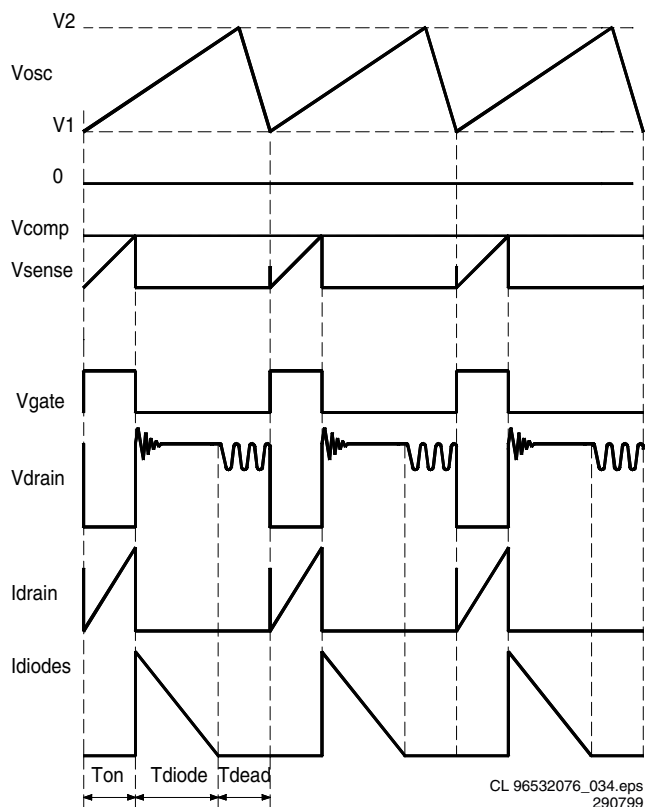 V2
Vosc
V1
0
Vcomp
Vsense
Vgate
Vdrain
Idrain
Idiodes
Ton Tdiode Tdead
CL 96532076_034.eps
290799